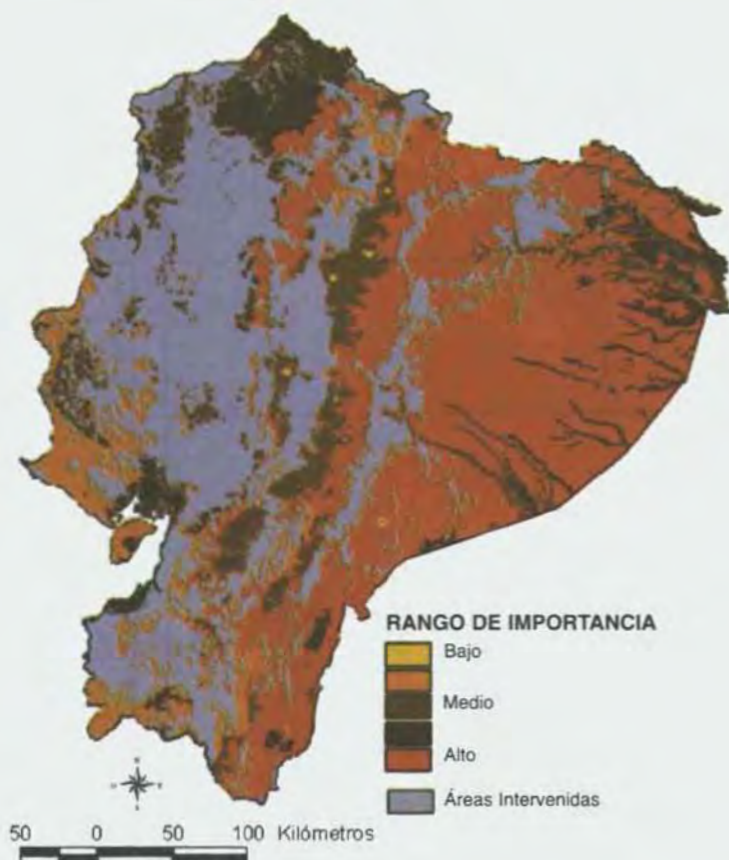 RANGO DE IMPORTANCIA
Bajo
Medio
Alto
Áreas Intervenidas
50 0 50 100 Kilómetros